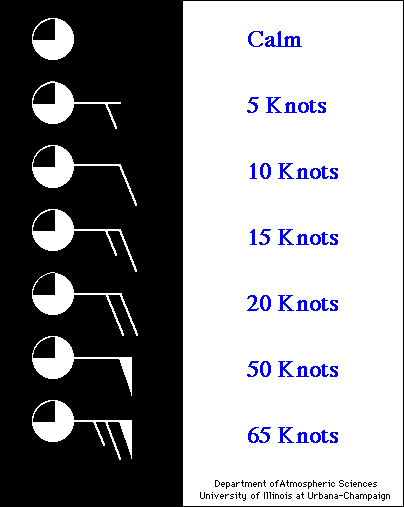 Calm
5 Knots
10 Knots
15 Knots
20 Knots
50 Knots
65 Knots
Department of Atmospheric Sciences
University of Illinois at Urbana-Champaign